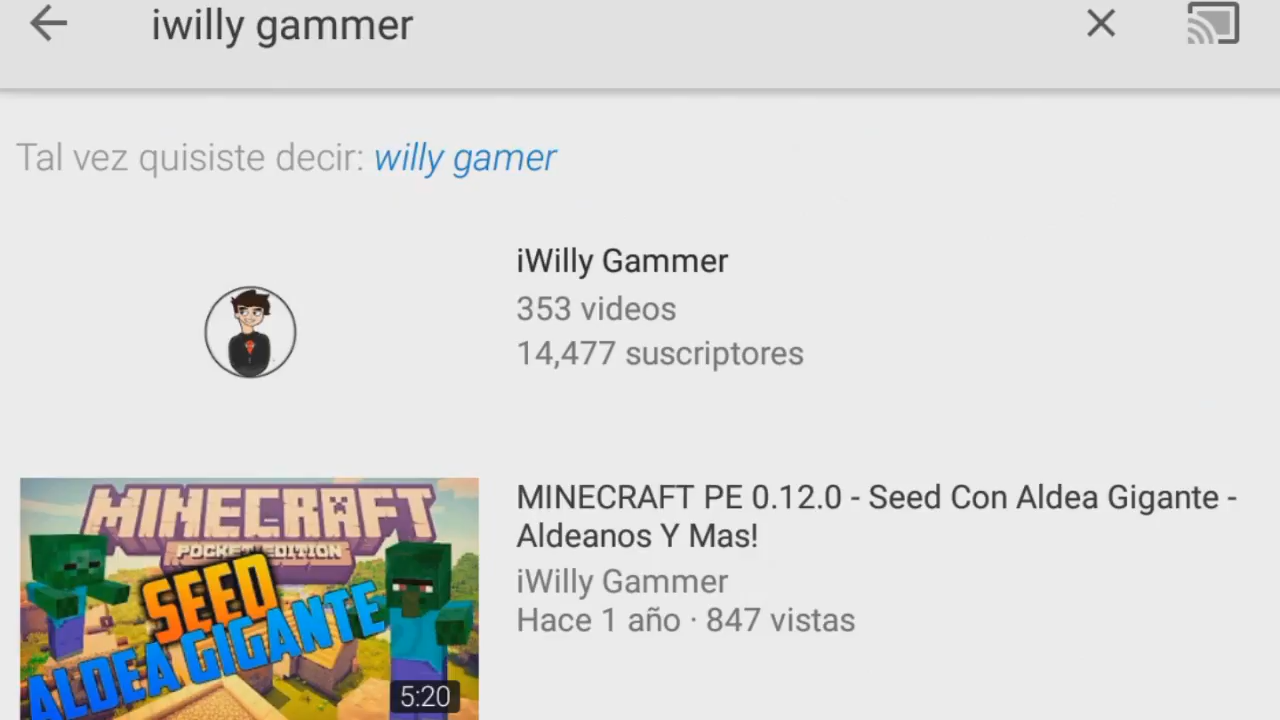 iwilly gammer
Tal vez quisiste decir: willy gamer
iWilly Gammer
353 videos
14,477 suscriptores
MINECRAFT
POCKET EDITION
SEED
ALDEA GIGANTE
5:20
MINECRAFT PE 0.12.0 - Seed Con Aldea Gigante -
Aldeanos Y Mas!
iWilly Gammer
Hace 1 año · 847 vistas